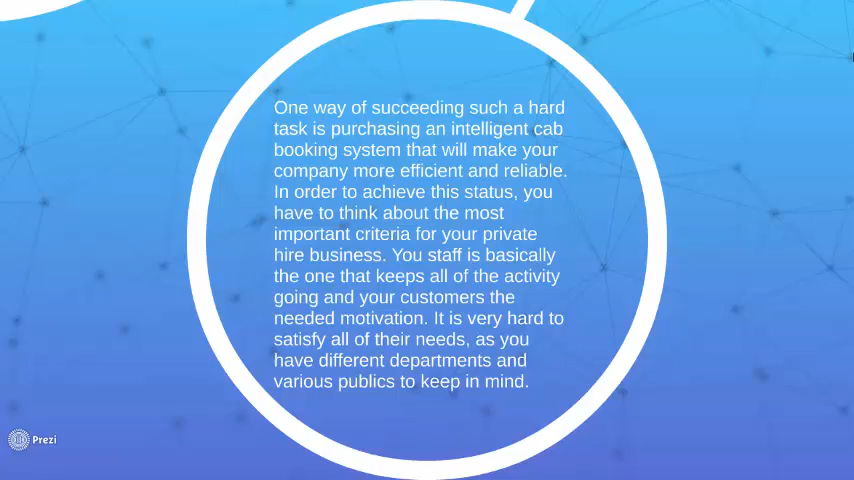 One way of succeeding such a hard
task is purchasing an intelligent cab
booking system that will make your
company more efficient and reliable.
In order to achieve this status, you
have to think about the most
important criteria for your private
hire business. You staff is basically
the one that keeps all of the activity
going and your customers the
needed motivation. It is very hard to
satisfy all of their needs, as you
have different departments and
various publics to keep in mind.
Prezi